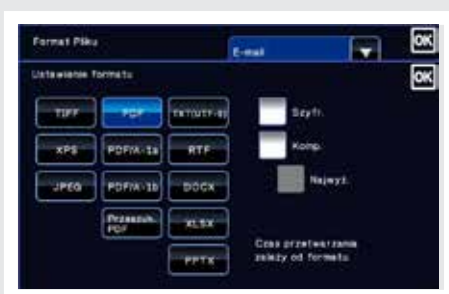 Format Pliku
E-mail
OK
Ustawienie formatu
OK
TIFF
PDF
TXT(UTF-8)
Szyfr.
XPS
PDF/A-1a
RTF
Komp.
JPEG
PDF/A-1b
DOCX
Najwyż.
Przeszuk.
PDF
XLSX
PPTX
Czas przetwarzania
zależy od formatu.